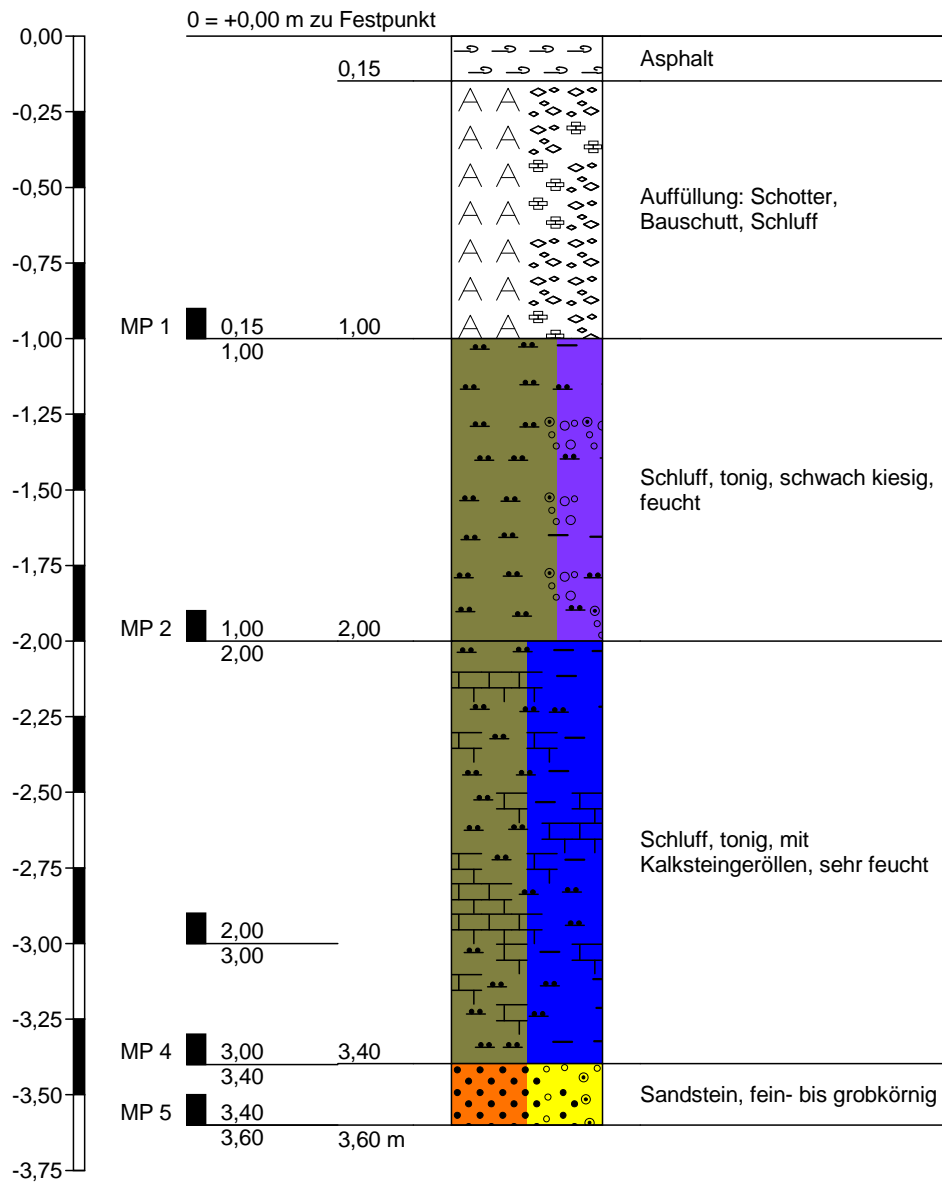 0 = +0,00 m zu Festpunkt
0,00
Asphalt
0,15
-0,25
-0,50
Auffüllung: Schotter,
Bauschutt, Schluff
-0,75
MP 1 0,15 1,00
-1,00
1,00
-1,25
Schluff, tonig, schwach kiesig,
feucht
-1,50
-1,75
MP 2 1,00 2,00
-2,00
2,00
-2,25
-2,50
Schluff, tonig, mit
Kalksteingeröllen, sehr feucht
-2,75
2,00
-3,00
3,00
-3,25
MP 4 3,00 3,40
3,40
-3,50
Sandstein, fein- bis grobkörnig
MP 5 3,40
3,60 3,60 m
-3,75